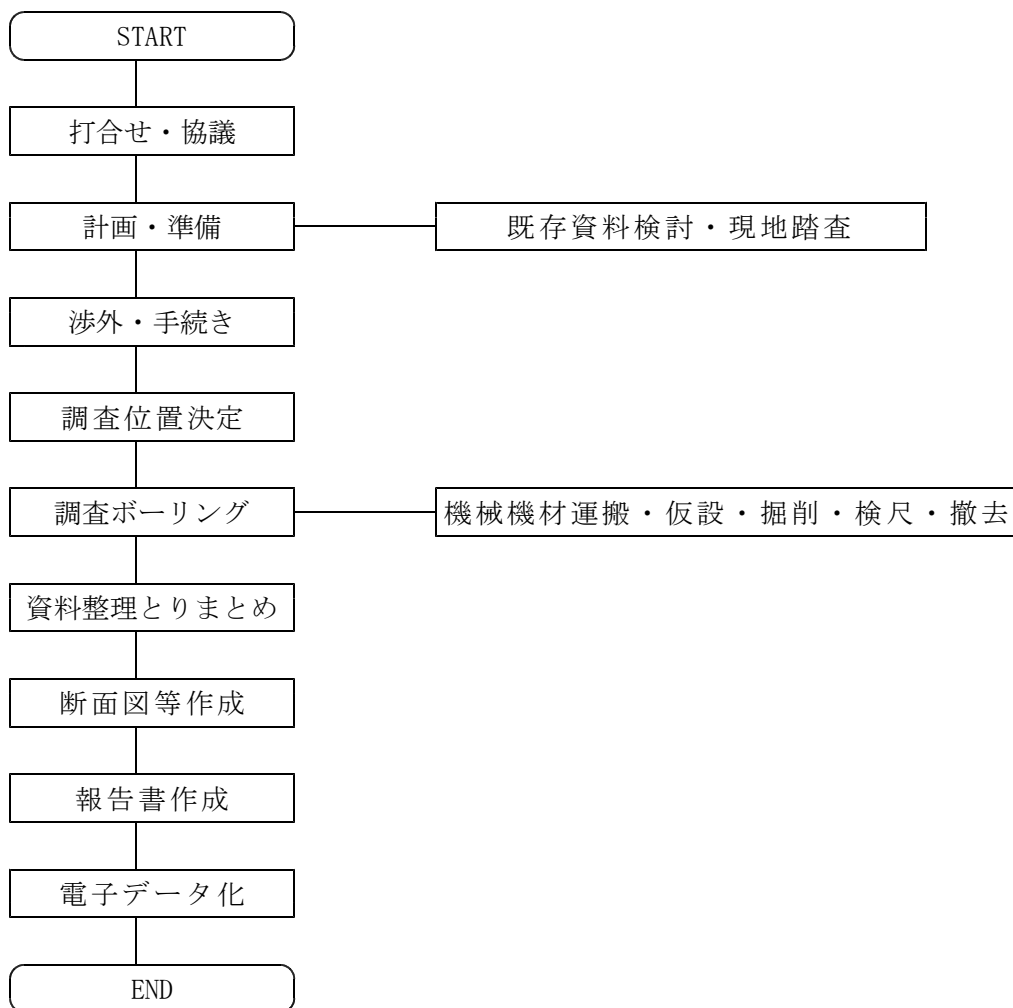 START
打合せ・協議
計画・準備
既存資料検討・現地踏査
渉外・手続き
調査位置決定
調査ボーリング
機械機材運搬・仮設・掘削・検尺・撤去
資料整理とりまとめ
断面図等作成
報告書作成
電子データ化
END